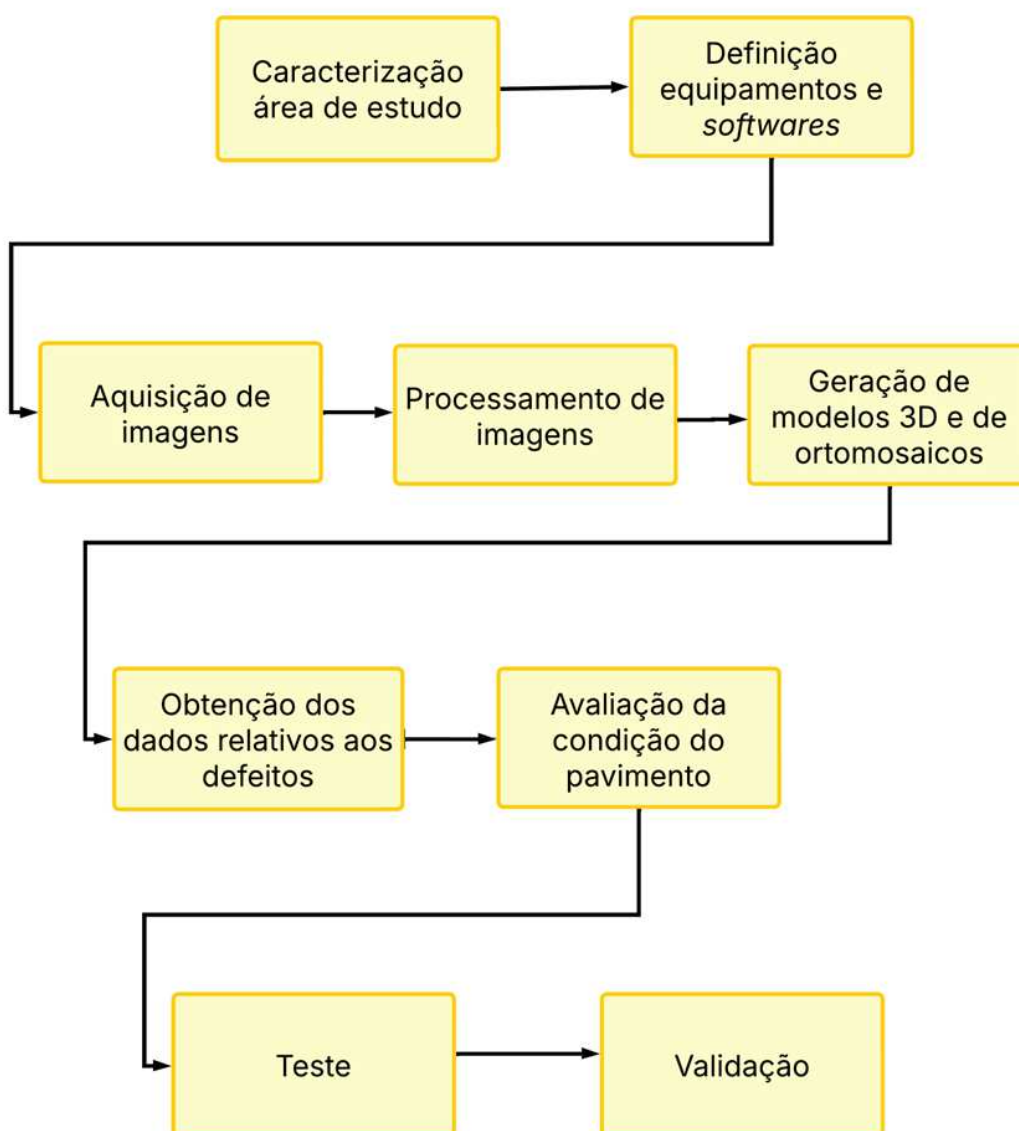 Caracterização
área de estudo
Definição
equipamentos e
softwares
Aquisição de
imagens
Processamento de
imagens
Geração de
modelos 3D e de
ortomosaicos
Obtenção dos
dados relativos aos
defeitos
Avaliação da
condição do
pavimento
Teste
Validação